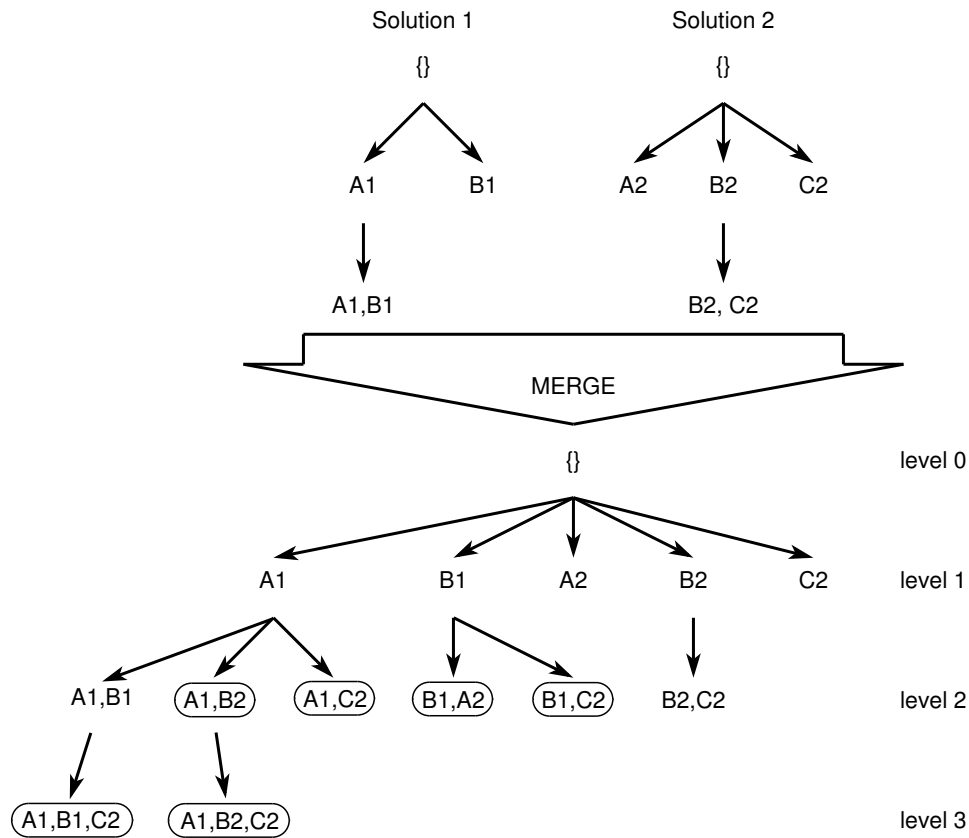 Solution 1 Solution 2
{} {}
A1 B1 A2 B2 C2
A1,B1 B2, C2
MERGE
{} level 0
A1 B1 A2 B2 C2 level 1
A1,B1 A1,B2 A1,C2 B1,A2 B1,C2 B2,C2 level 2
A1,B1,C2 A1,B2,C2 level 3